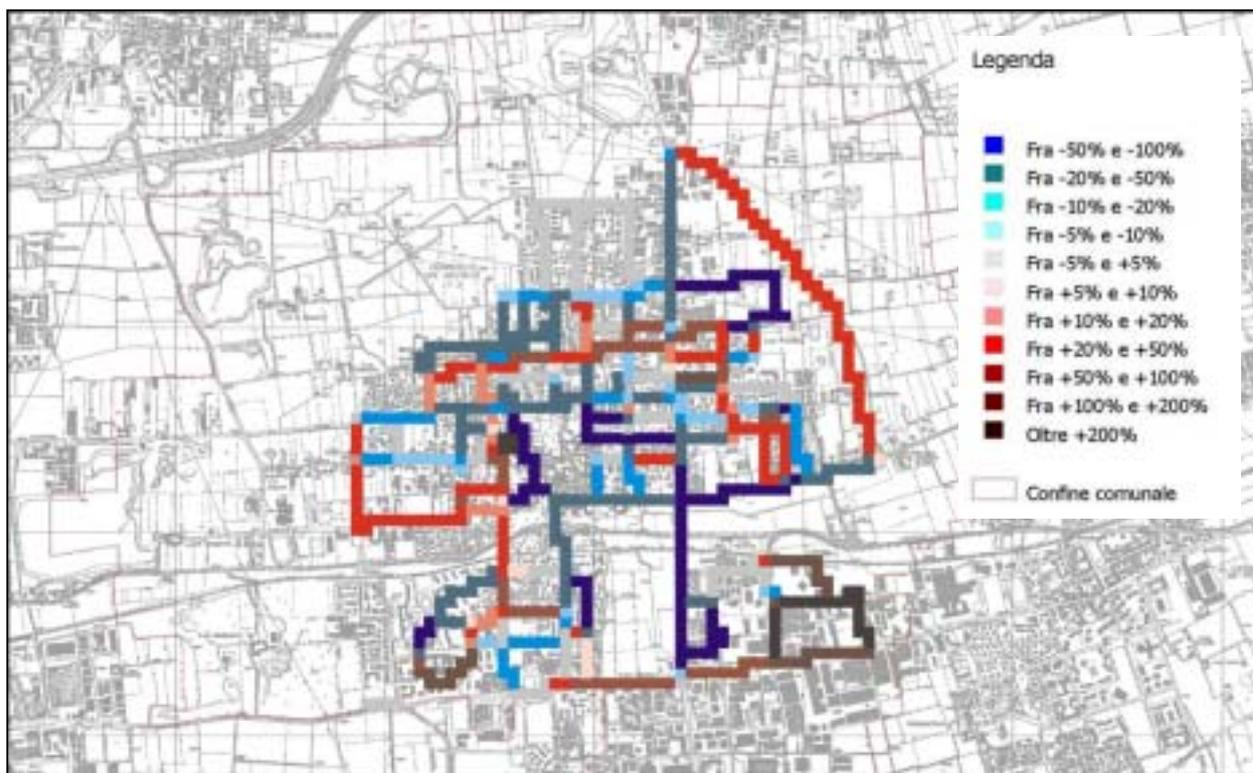 Legenda
Fra -50% e -100%
Fra -20% e -50%
Fra -10% e -20%
Fra -5% e -10%
Fra -5% e +5%
Fra +5% e +10%
Fra +10% e +20%
Fra +20% e +50%
Fra +50% e +100%
Fra +100% e +200%
Oltre +200%
Confine comunale